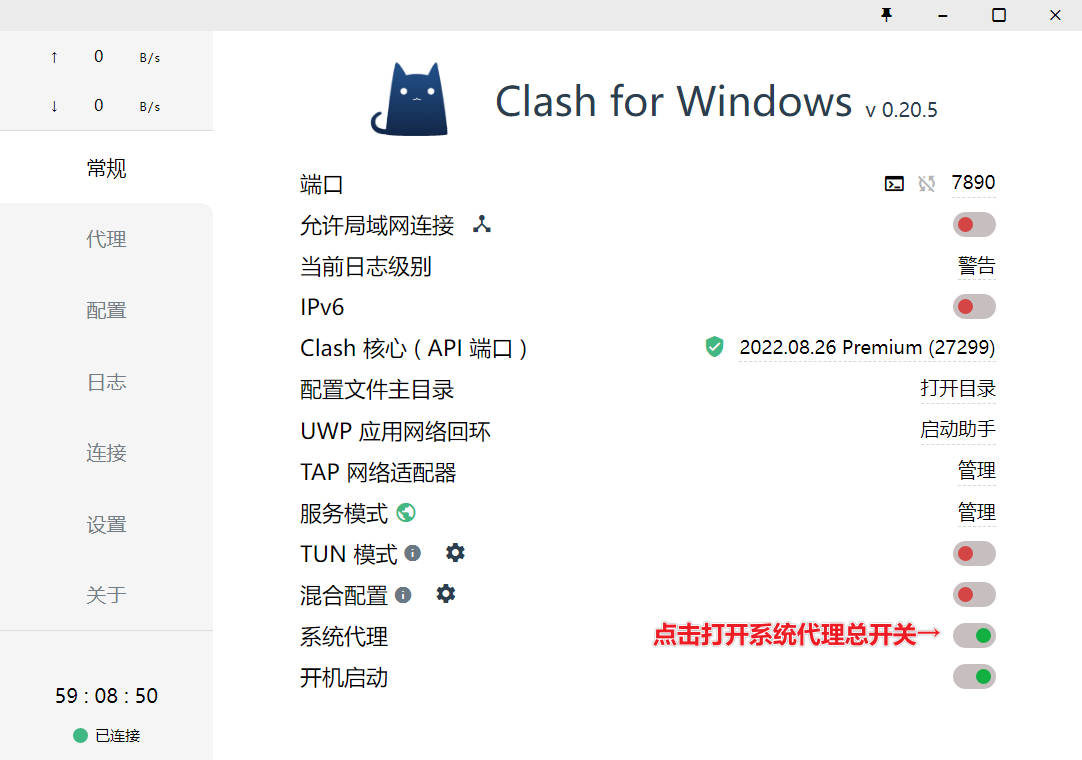 ↑ 0 B/s
↓ 0 B/s
常规
代理
配置
日志
连接
设置
关于
59 : 08 : 50
已连接
Clash for Windows v 0.20.5
端口 7890
允许局域网连接
当前日志级别 警告
IPv6
Clash 核心 ( API 端口 ) 2022.08.26 Premium (27299)
配置文件主目录 打开目录
UWP 应用网络回环 启动助手
TAP 网络适配器 管理
服务模式 管理
TUN 模式
混合配置
系统代理 点击打开系统代理总开关→
开机启动